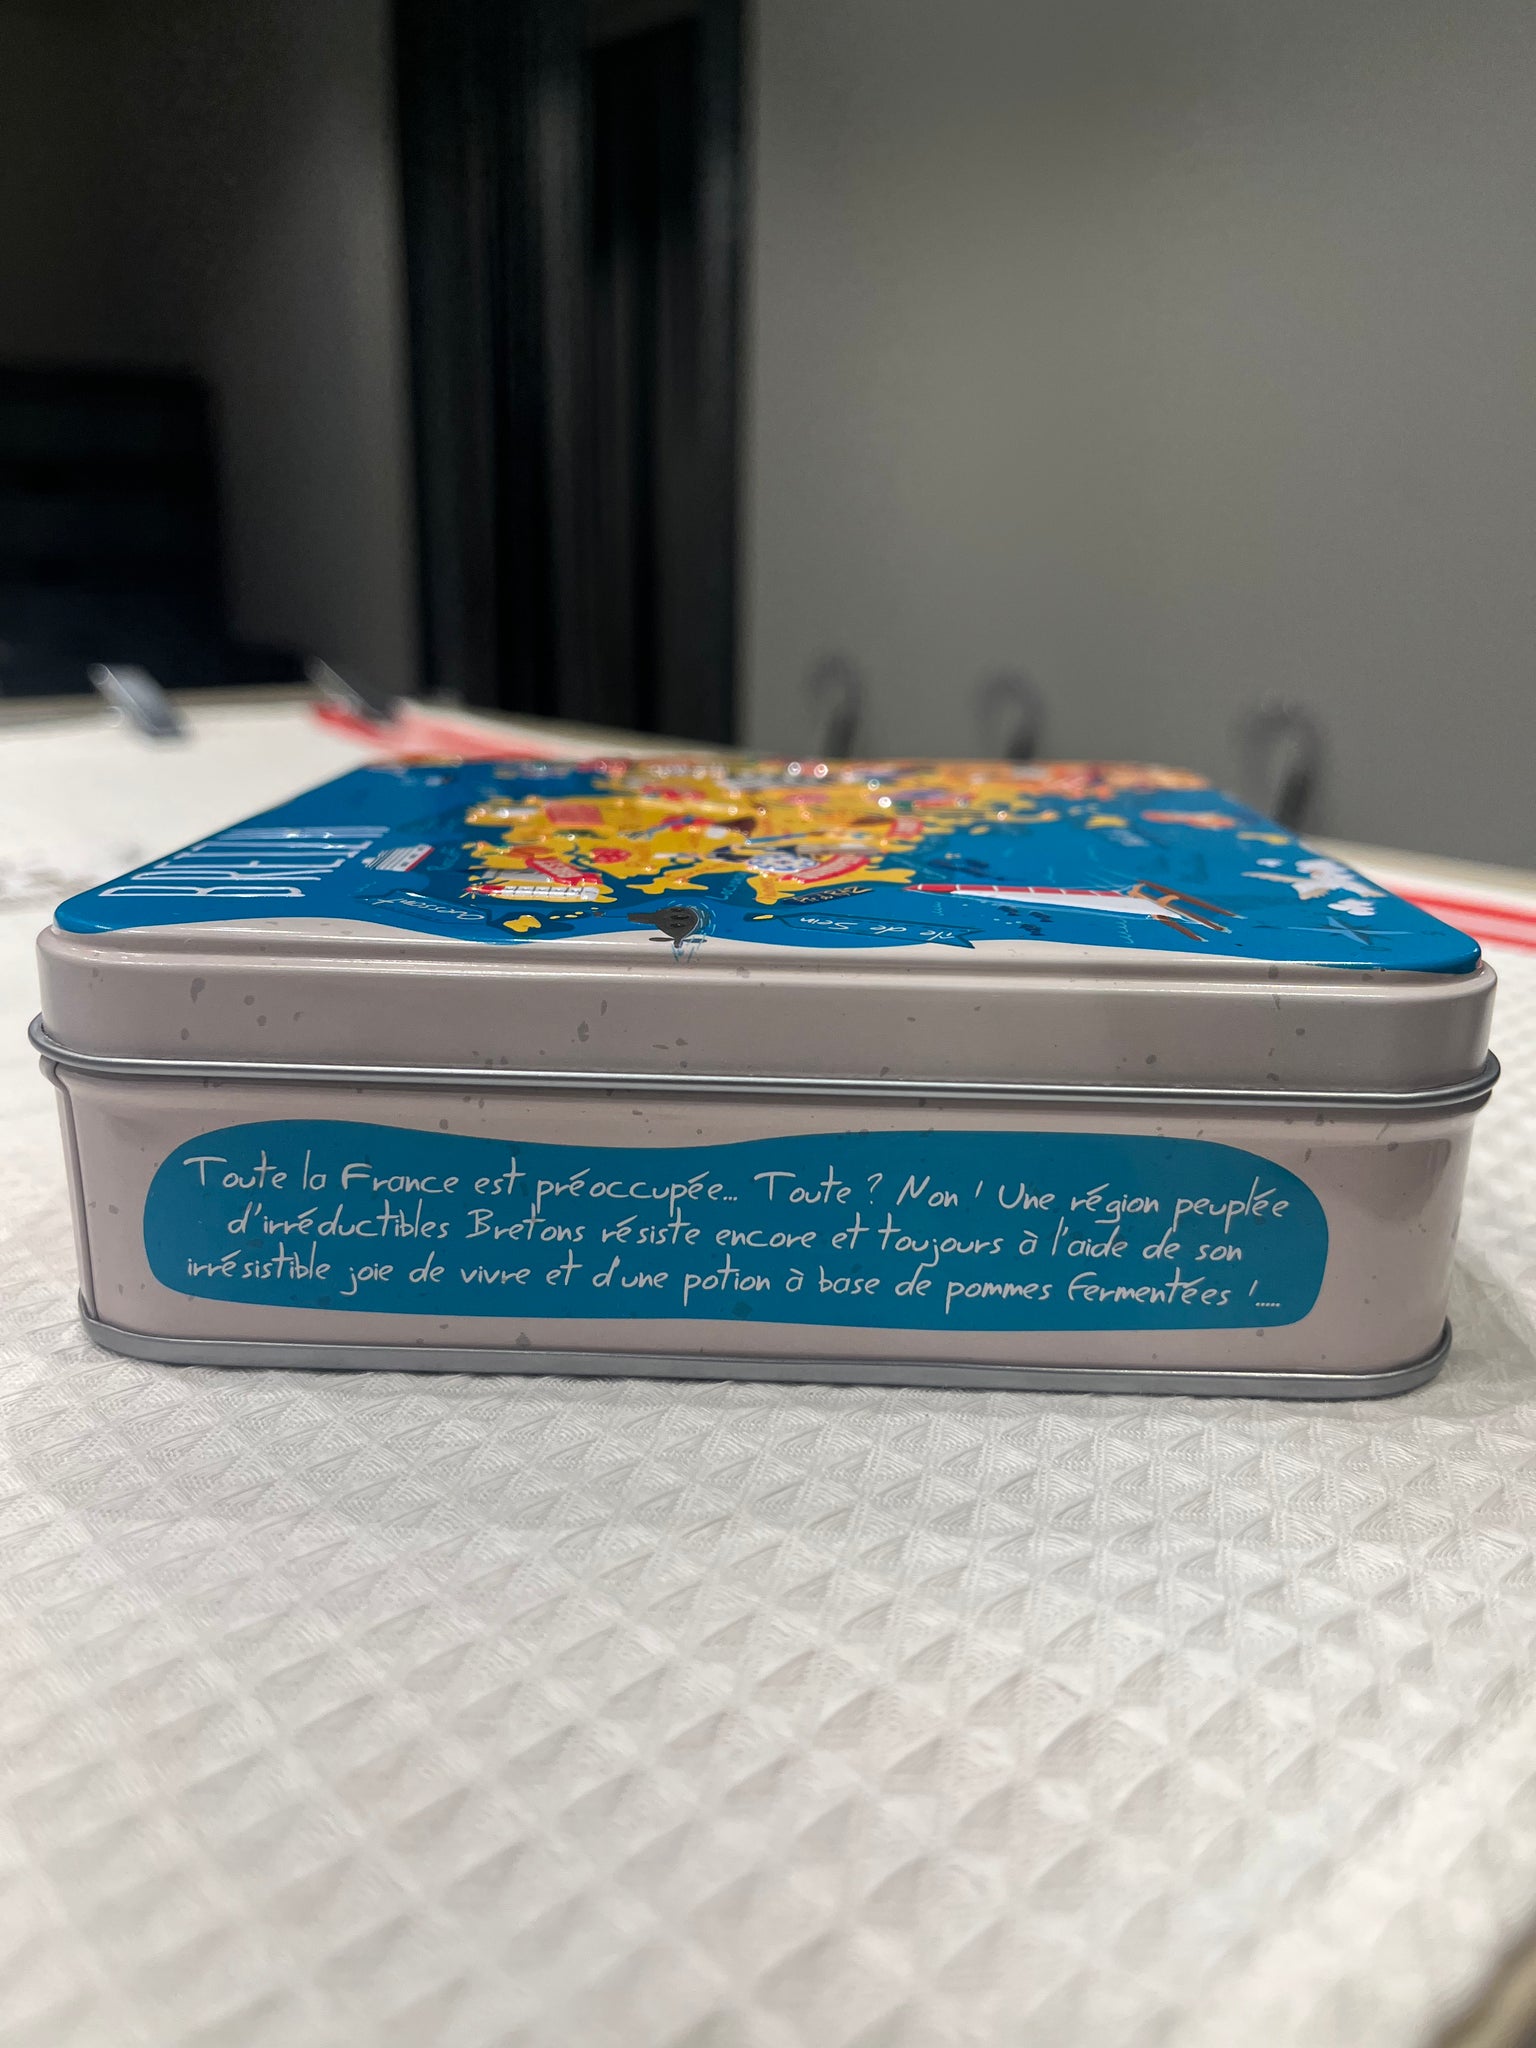 Ouessant
île de Sein
Toute la France est préoccupée... Toute ? Non ! Une région peuplée
d'irréductibles Bretons résiste encore et toujours à l'aide de son
irrésistible joie de vivre et d'une potion à base de pommes fermentées !.....